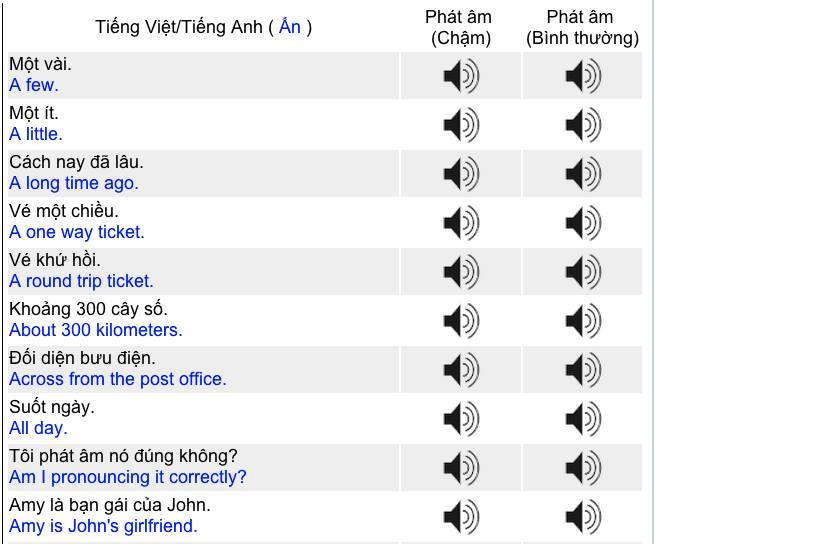 Tiếng Việt/Tiếng Anh ( Ẩn )
Phát âm
(Chậm)
Phát âm
(Bình thường)
Một vài.
A few.
Một ít.
A little.
Cách nay đã lâu.
A long time ago.
Vé một chiều.
A one way ticket.
Vé khứ hồi.
A round trip ticket.
Khoảng 300 cây số.
About 300 kilometers.
Đối diện bưu điện.
Across from the post office.
Suốt ngày.
All day.
Tôi phát âm nó đúng không?
Am I pronouncing it correctly?
Amy là bạn gái của John.
Amy is John's girlfriend.